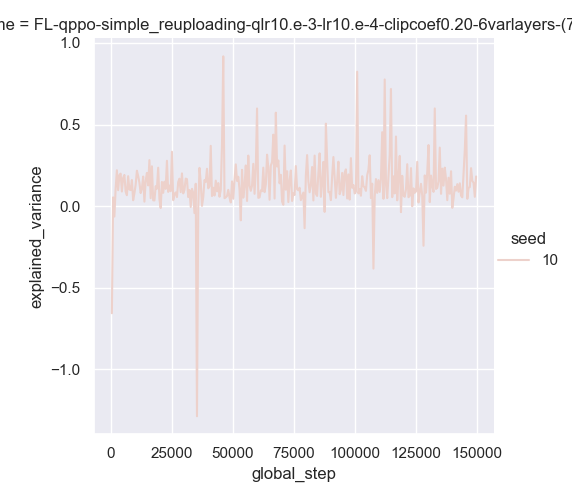 me = FL-qppo-simple_reuploading-qlr10.e-3-lr10.e-4-clipcoef0.20-6varlayers-(7
1.0
0.5
0.0
−0.5
−1.0
explained_variance
0 25000 50000 75000 100000 125000 150000
global_step
seed
10